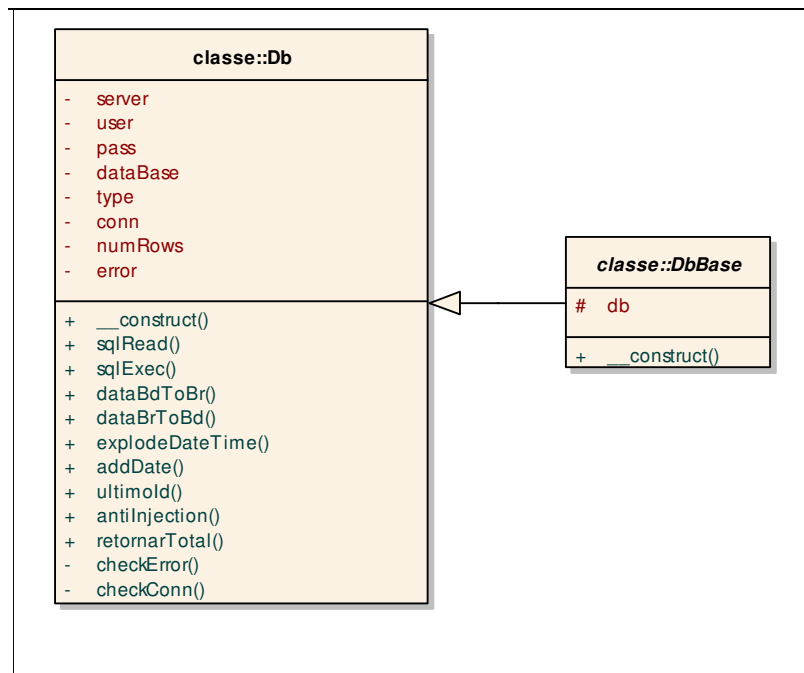 classe::Db
- server
- user
- pass
- dataBase
- type
- conn
- numRows
- error
+ __construct()
+ sqlRead()
+ sqlExec()
+ dataBdToBr()
+ dataBrToBd()
+ explodeDateTime()
+ addDate()
+ ultimoId()
+ antiInjection()
+ retornarTotal()
- checkError()
- checkConn()
classe::DbBase
# db
+ __construct()